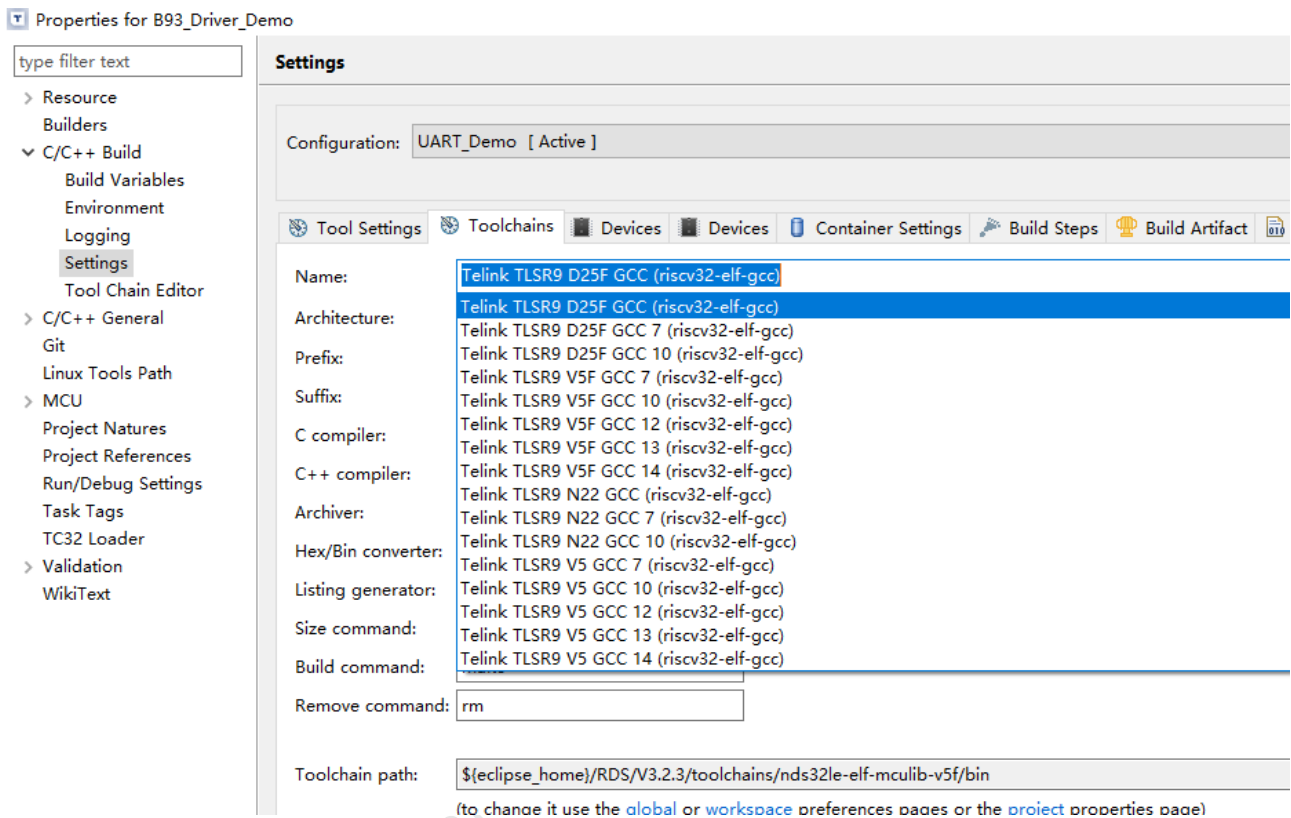 Properties for B93_Driver_Demo
type filter text
Resource
Builders
C/C++ Build
Build Variables
Environment
Logging
Settings
Tool Chain Editor
C/C++ General
Git
Linux Tools Path
MCU
Project Natures
Project References
Run/Debug Settings
Task Tags
TC32 Loader
Validation
WikiText
Settings
Configuration: UART_Demo [ Active ]
Tool Settings Toolchains Devices Devices Container Settings Build Steps Build Artifact
Name: Telink TLSR9 D25F GCC (riscv32-elf-gcc)
Architecture:
Prefix:
Suffix:
C compiler:
C++ compiler:
Archiver:
Hex/Bin converter:
Listing generator:
Size command:
Build command:
Telink TLSR9 D25F GCC (riscv32-elf-gcc)
Telink TLSR9 D25F GCC 7 (riscv32-elf-gcc)
Telink TLSR9 D25F GCC 10 (riscv32-elf-gcc)
Telink TLSR9 V5F GCC 7 (riscv32-elf-gcc)
Telink TLSR9 V5F GCC 10 (riscv32-elf-gcc)
Telink TLSR9 V5F GCC 12 (riscv32-elf-gcc)
Telink TLSR9 V5F GCC 13 (riscv32-elf-gcc)
Telink TLSR9 V5F GCC 14 (riscv32-elf-gcc)
Telink TLSR9 N22 GCC (riscv32-elf-gcc)
Telink TLSR9 N22 GCC 7 (riscv32-elf-gcc)
Telink TLSR9 N22 GCC 10 (riscv32-elf-gcc)
Telink TLSR9 V5 GCC 7 (riscv32-elf-gcc)
Telink TLSR9 V5 GCC 10 (riscv32-elf-gcc)
Telink TLSR9 V5 GCC 12 (riscv32-elf-gcc)
Telink TLSR9 V5 GCC 13 (riscv32-elf-gcc)
Telink TLSR9 V5 GCC 14 (riscv32-elf-gcc)
Remove command: rm
Toolchain path: ${eclipse_home}/RDS/V3.2.3/toolchains/nds32le-elf-mculib-v5f/bin
(to change it use the global or workspace preferences pages or the project properties page)